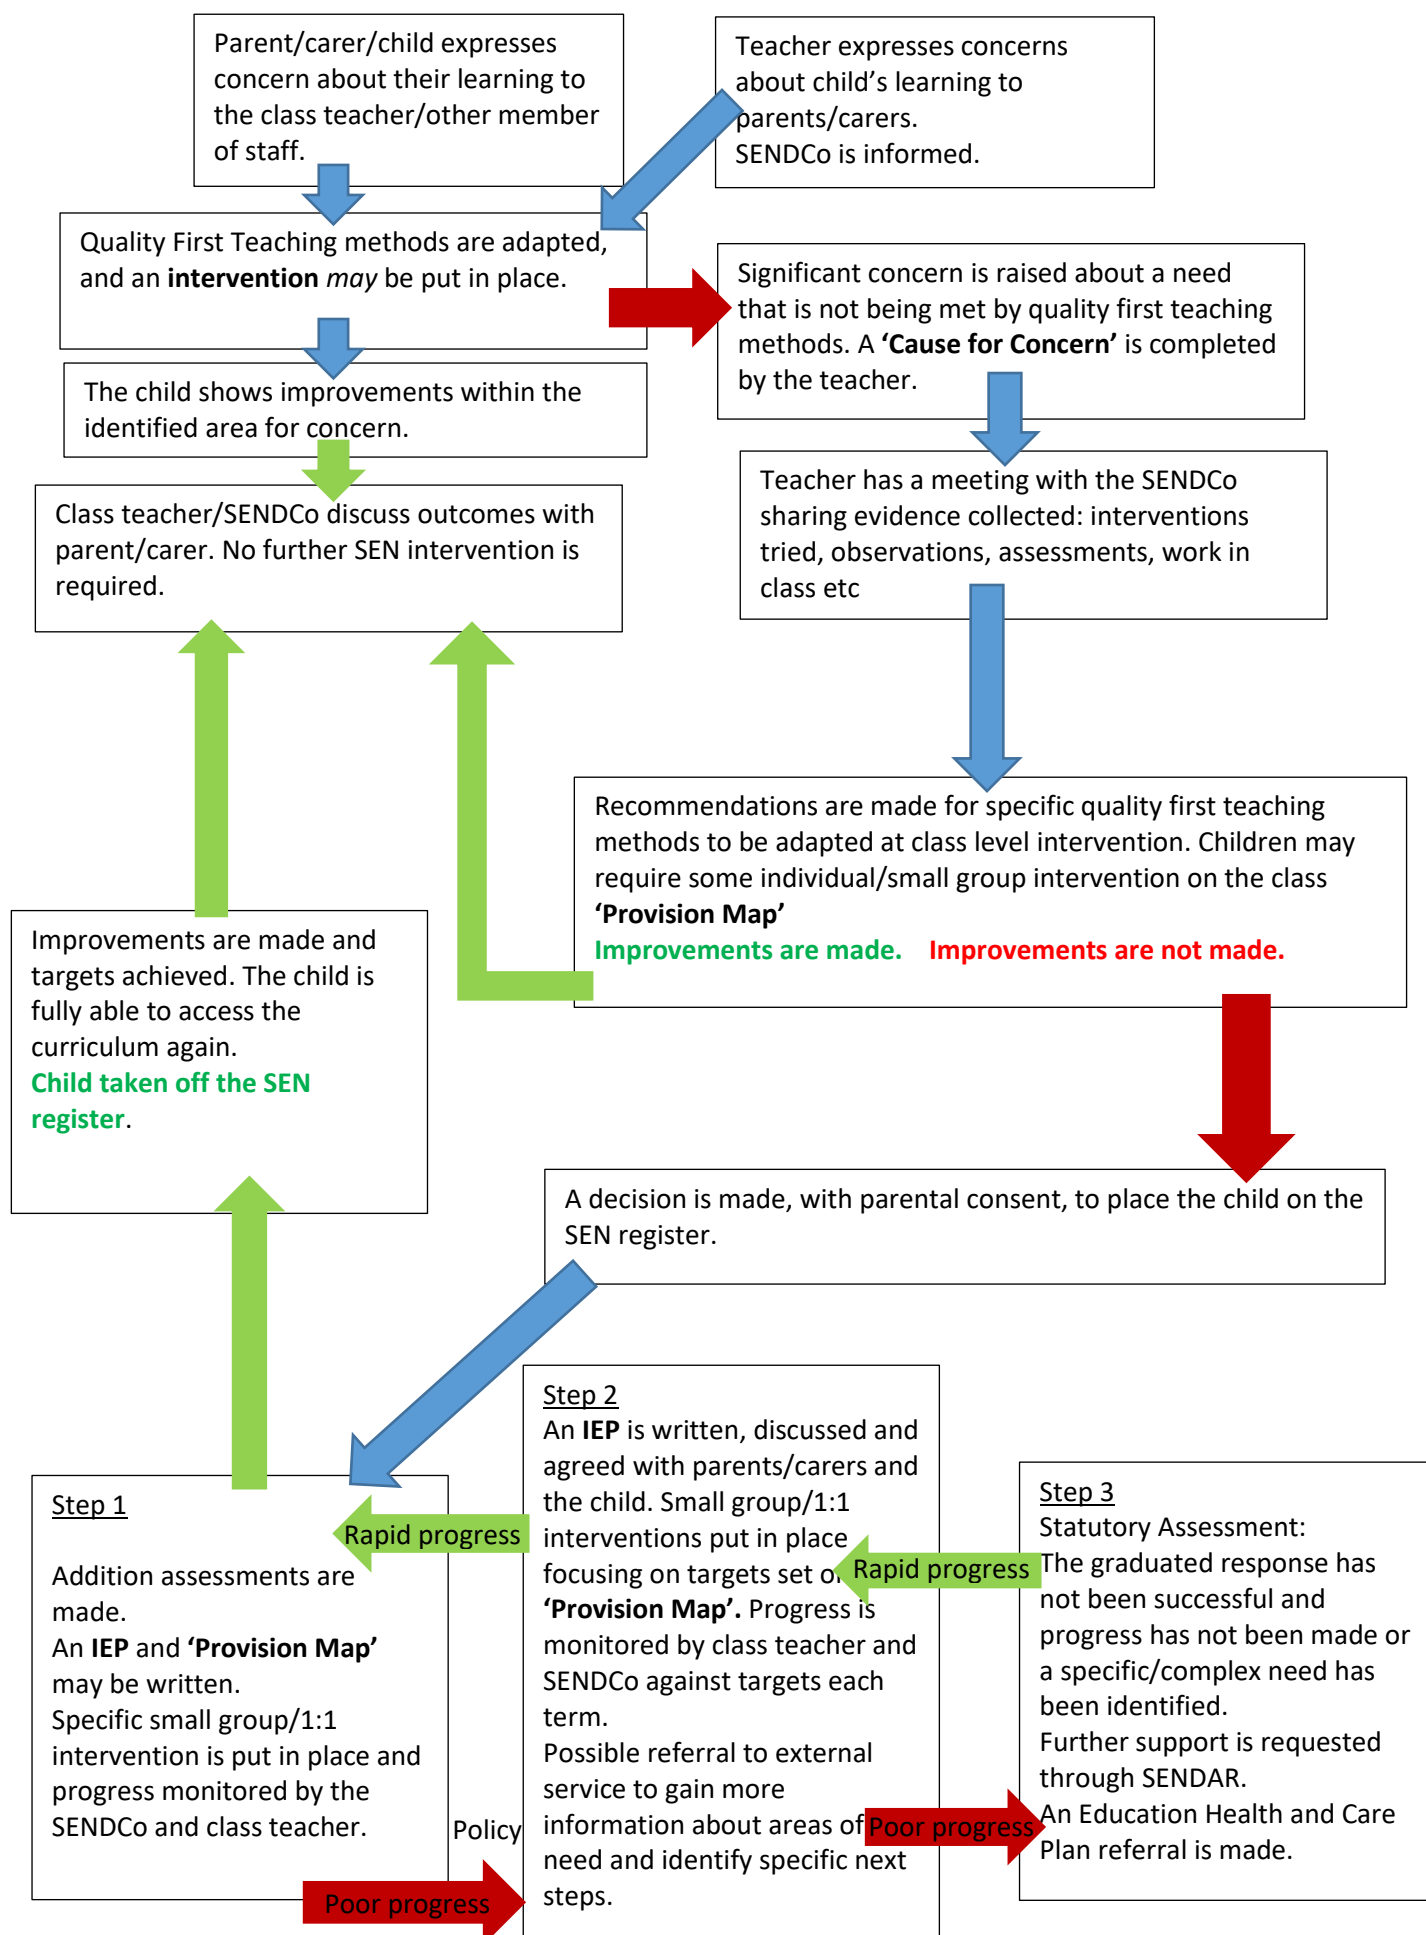 Parent/carer/child expresses
concern about their learning to
the class teacher/other member
of staff.
Teacher expresses concerns
about child’s learning to
parents/carers.
SENDCo is informed.
Quality First Teaching methods are adapted,
and an intervention may be put in place.
Significant concern is raised about a need
that is not being met by quality first teaching
methods. A ‘Cause for Concern’ is completed
by the teacher.
The child shows improvements within the
identified area for concern.
Class teacher/SENDCo discuss outcomes with
parent/carer. No further SEN intervention is
required.
Teacher has a meeting with the SENDCo
sharing evidence collected: interventions
tried, observations, assessments, work in
class etc
Recommendations are made for specific quality first teaching
methods to be adapted at class level intervention. Children may
require some individual/small group intervention on the class
‘Provision Map’
Improvements are made. Improvements are not made.
Improvements are made and
targets achieved. The child is
fully able to access the
curriculum again.
Child taken off the SEN
register.
A decision is made, with parental consent, to place the child on the
SEN register.
Step 1
Addition assessments are
made.
An IEP and ‘Provision Map’
may be written.
Specific small group/1:1
intervention is put in place and
progress monitored by the
SENDCo and class teacher.
Poor progress
Policy
Rapid progress
Step 2
An IEP is written, discussed and
agreed with parents/carers and
the child. Small group/1:1
interventions put in place
focusing on targets set
‘Provision Map’. Progress is
monitored by class teacher and
SENDCo against targets each
term.
Possible referral to external
service to gain more
information about areas of
need and identify specific next
steps.
Rapid progress
Poor progress
Step 3
Statutory Assessment:
The graduated response has
not been successful and
progress has not been made or
a specific/complex need has
been identified.
Further support is requested
through SENDAR.
An Education Health and Care
Plan referral is made.